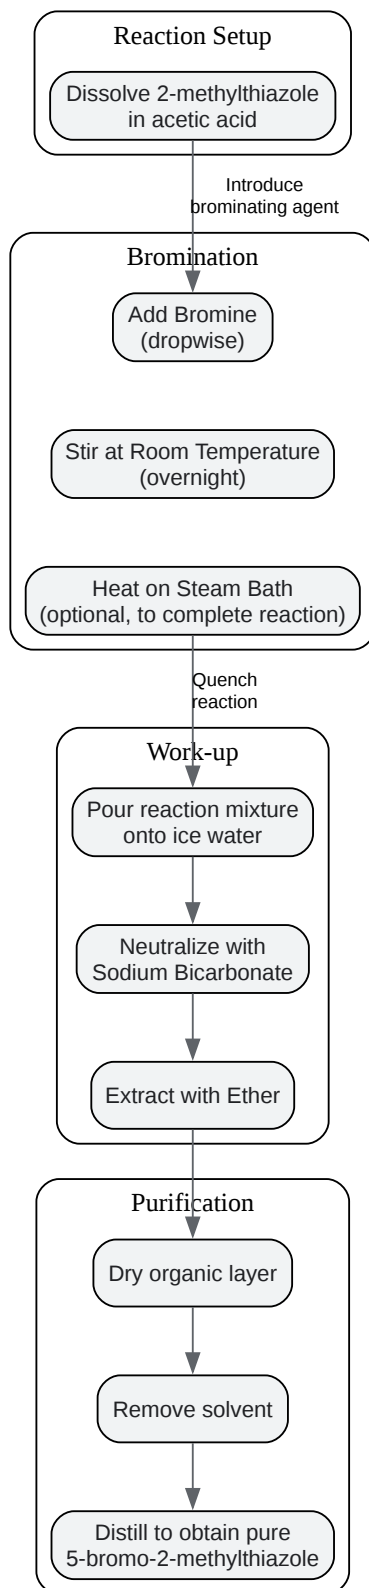 Reaction Setup
Dissolve 2-methylthiazole
in acetic acid
Introduce
brominating agent
Bromination
Add Bromine
(dropwise)
Stir at Room Temperature
(overnight)
Heat on Steam Bath
(optional, to complete reaction)
Quench
reaction
Work-up
Pour reaction mixture
onto ice water
Neutralize with
Sodium Bicarbonate
Extract with Ether
Purification
Dry organic layer
Remove solvent
Distill to obtain pure
5-bromo-2-methylthiazole